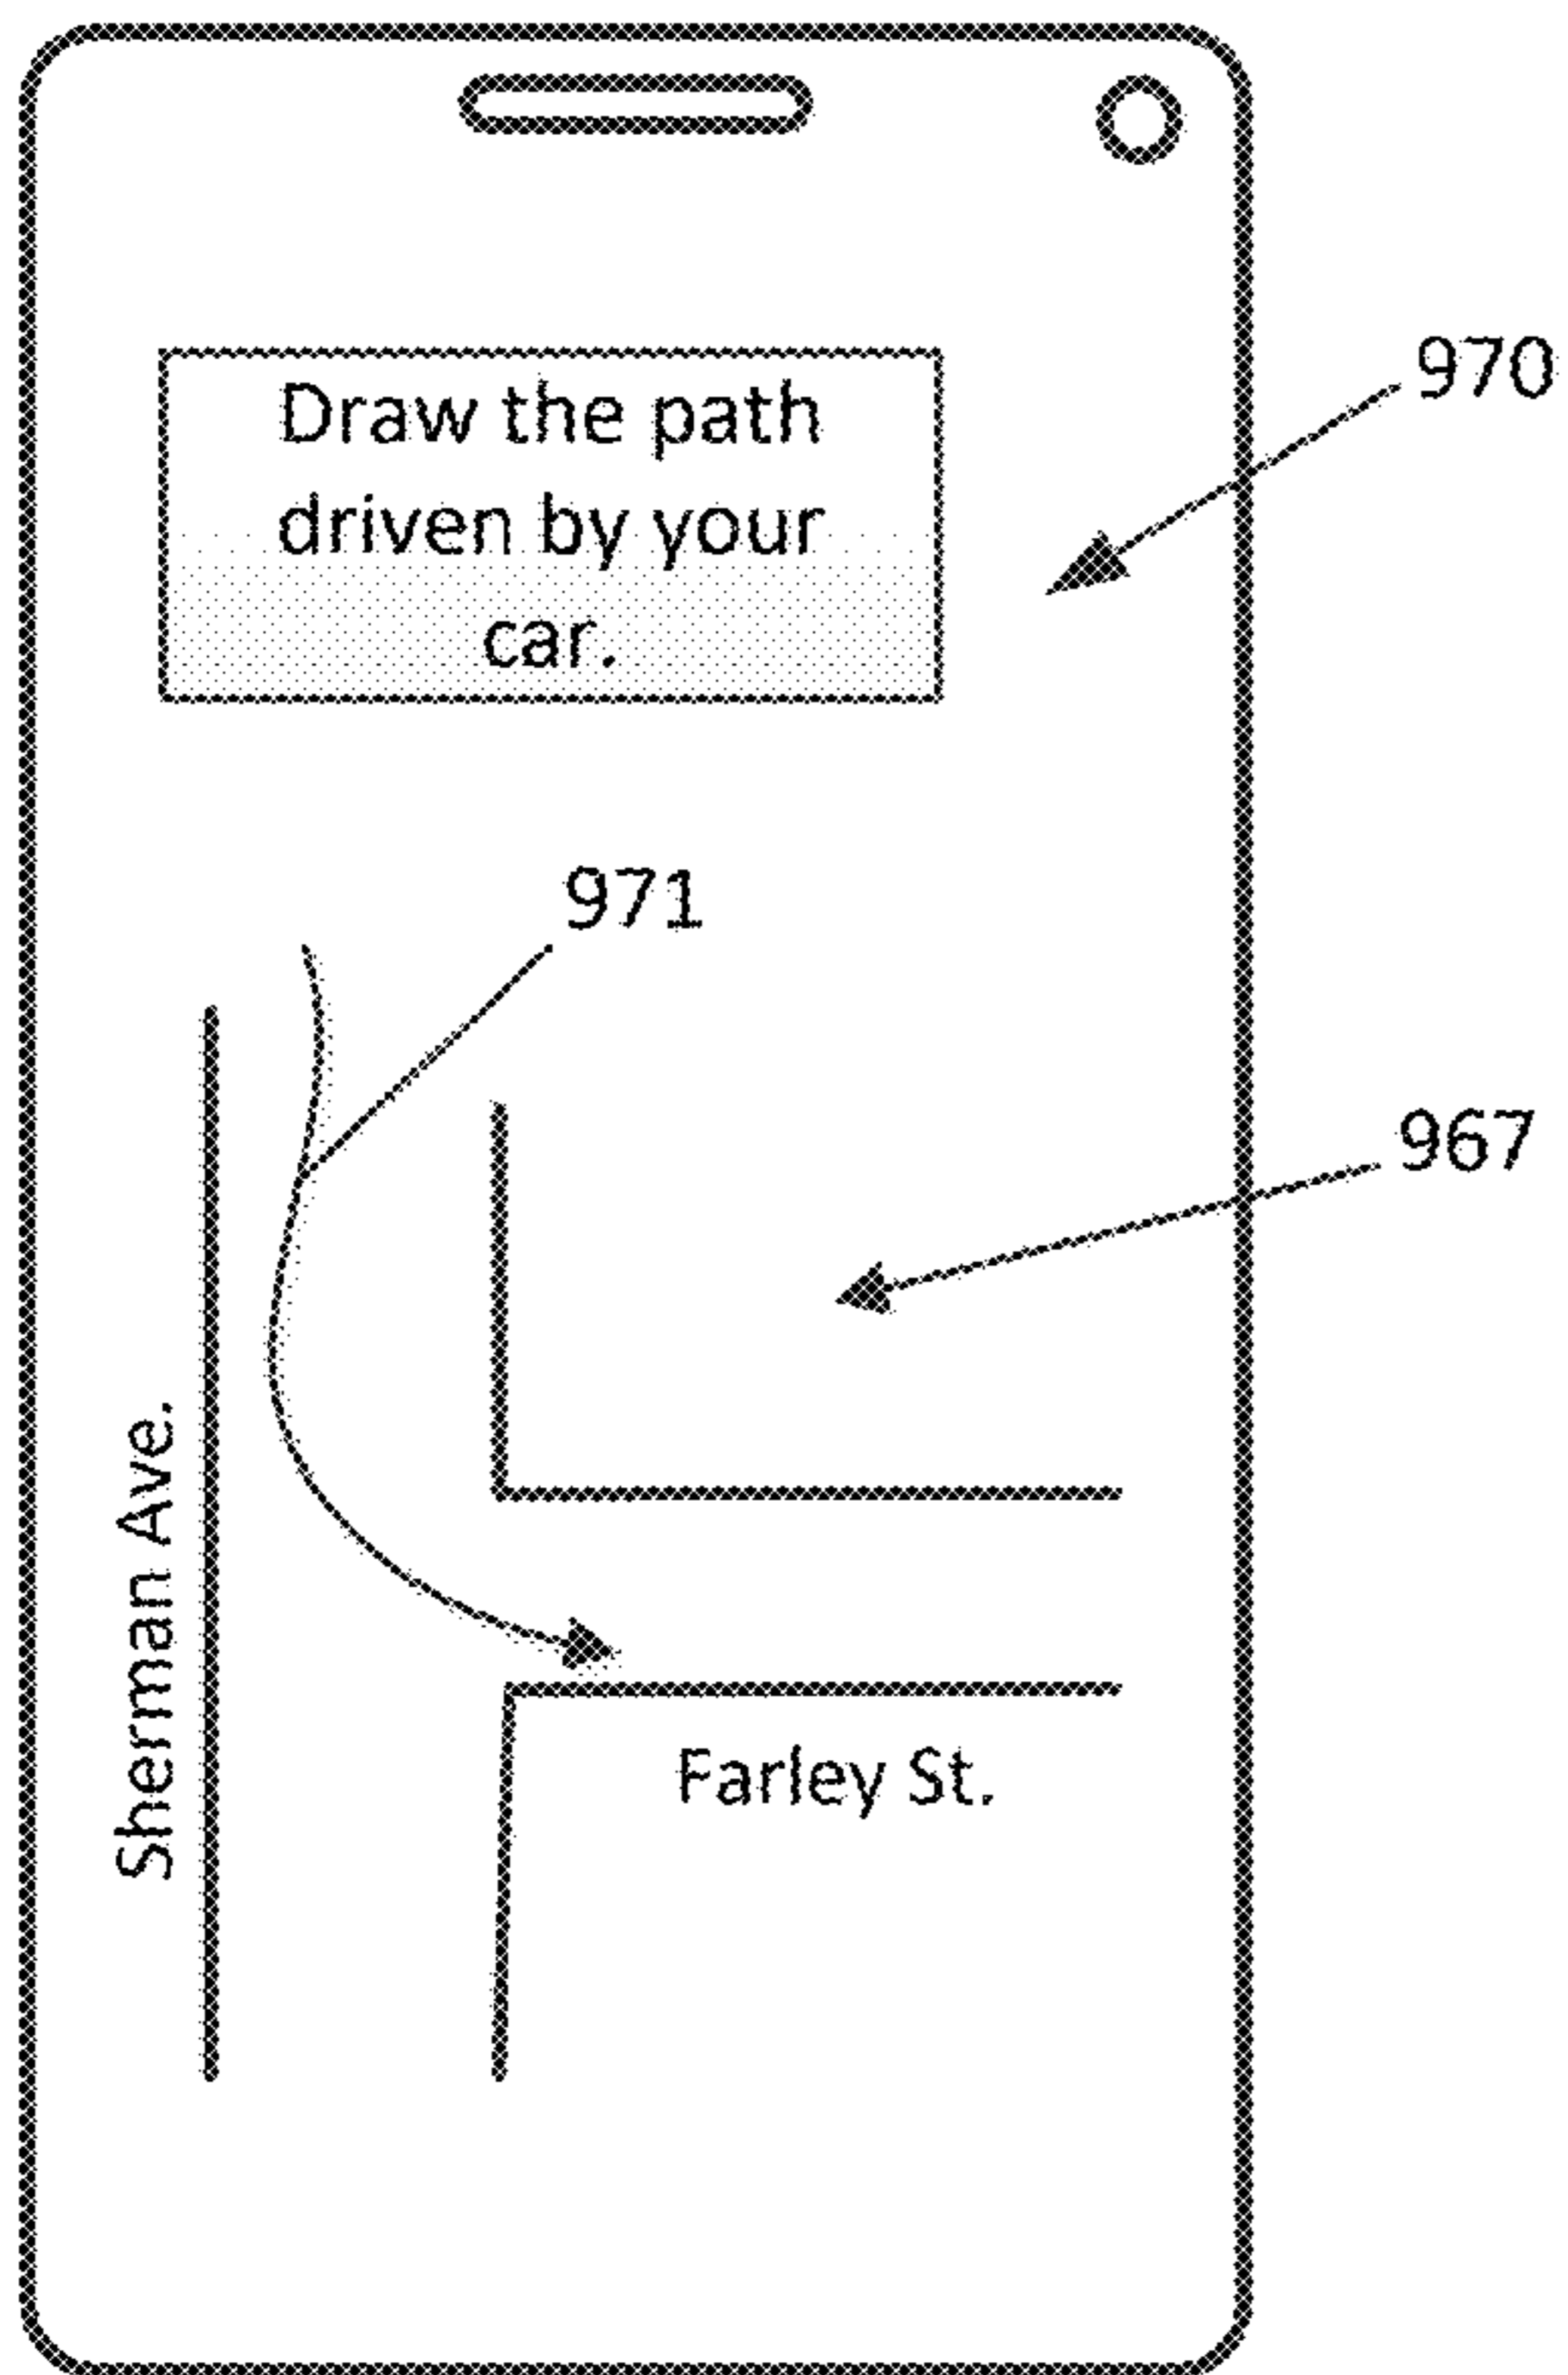 Draw the path
driven by your
car.
970
971
967
Sherman Ave.
Farley St.